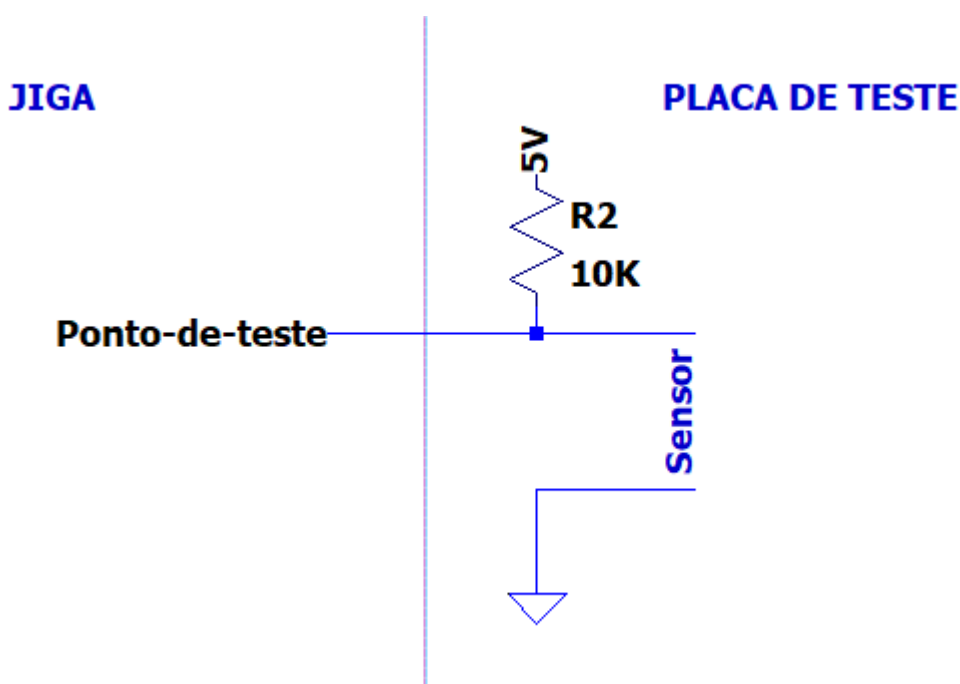 JIGA
PLACA DE TESTE
5V
R2
10K
Ponto-de-teste
Sensor